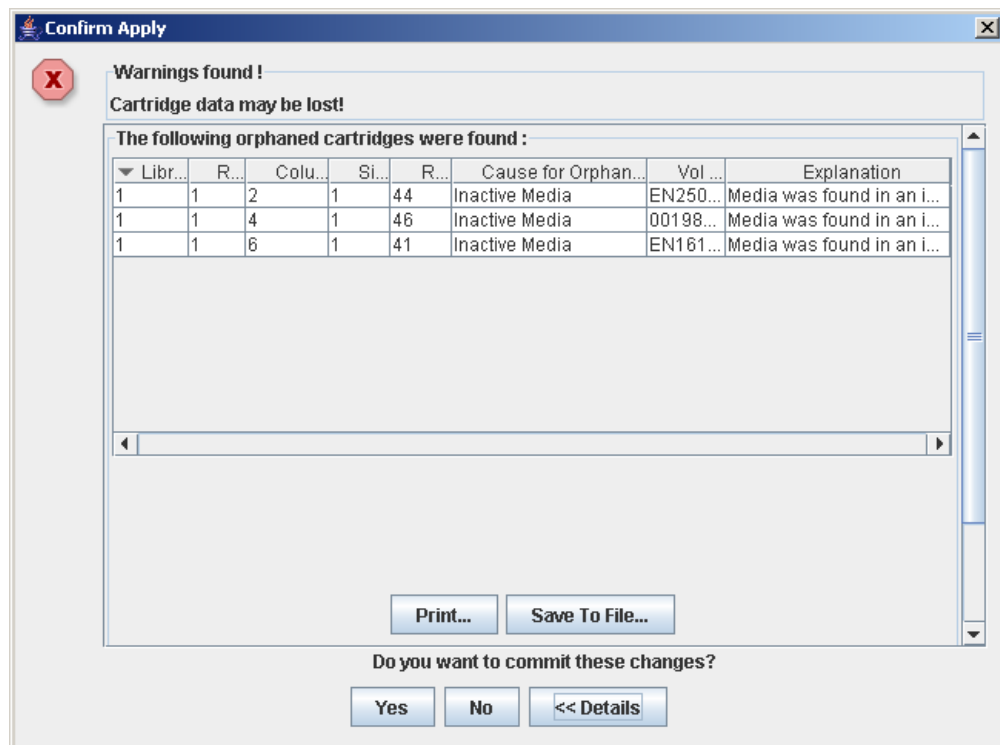 Confirm Apply
Warnings found !
Cartridge data may be lost!
The following orphaned cartridges were found :
Libr... R... Colu... Si... R... Cause for Orphan... Vol ... Explanation
1 1 2 1 44 Inactive Media EN250... Media was found in an i...
1 1 4 1 46 Inactive Media 00198... Media was found in an i...
1 1 6 1 41 Inactive Media EN161... Media was found in an i...
Print... Save To File...
Do you want to commit these changes?
Yes No << Details